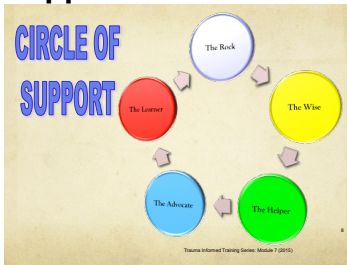 CIRCLE OF
SUPPORT
The Rock
The Wise
The Helper
The Advocate
The Learner
8
Trauma Informed Training Series: Module 7 (2015)